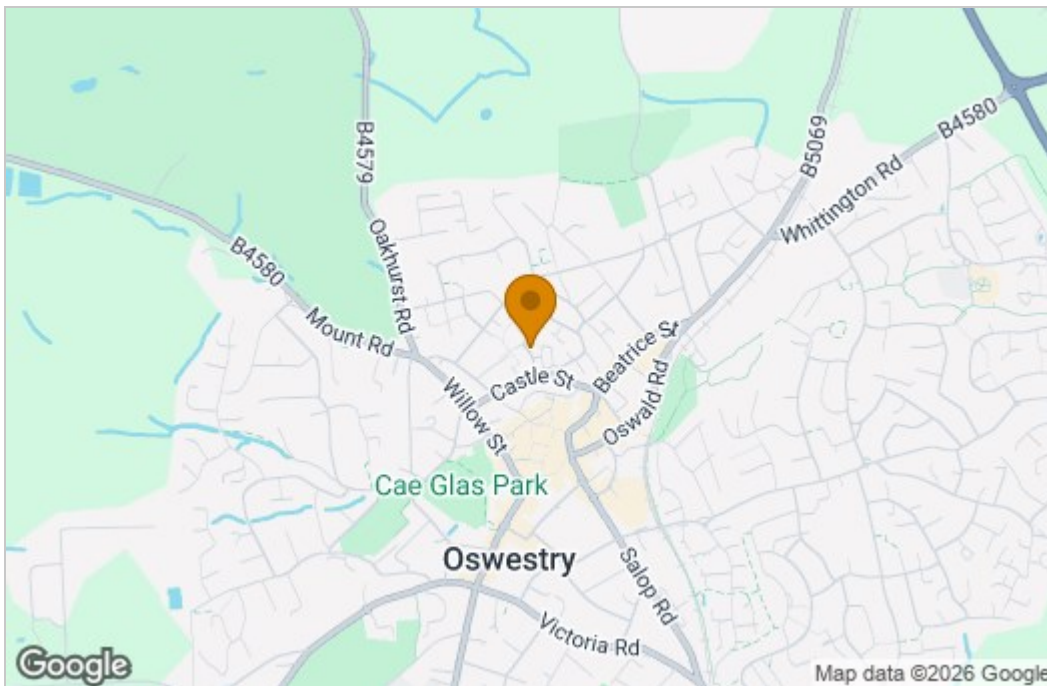 B4579
B5069
B4580
Whittington Rd
B4580
Oakhurst Rd
Mount Rd
Beatrice St
Castle St
Willow St
Oswald Rd
Cae Glas Park
Oswestry
Salop Rd
Victoria Rd
Google
Map data ©2026 Google